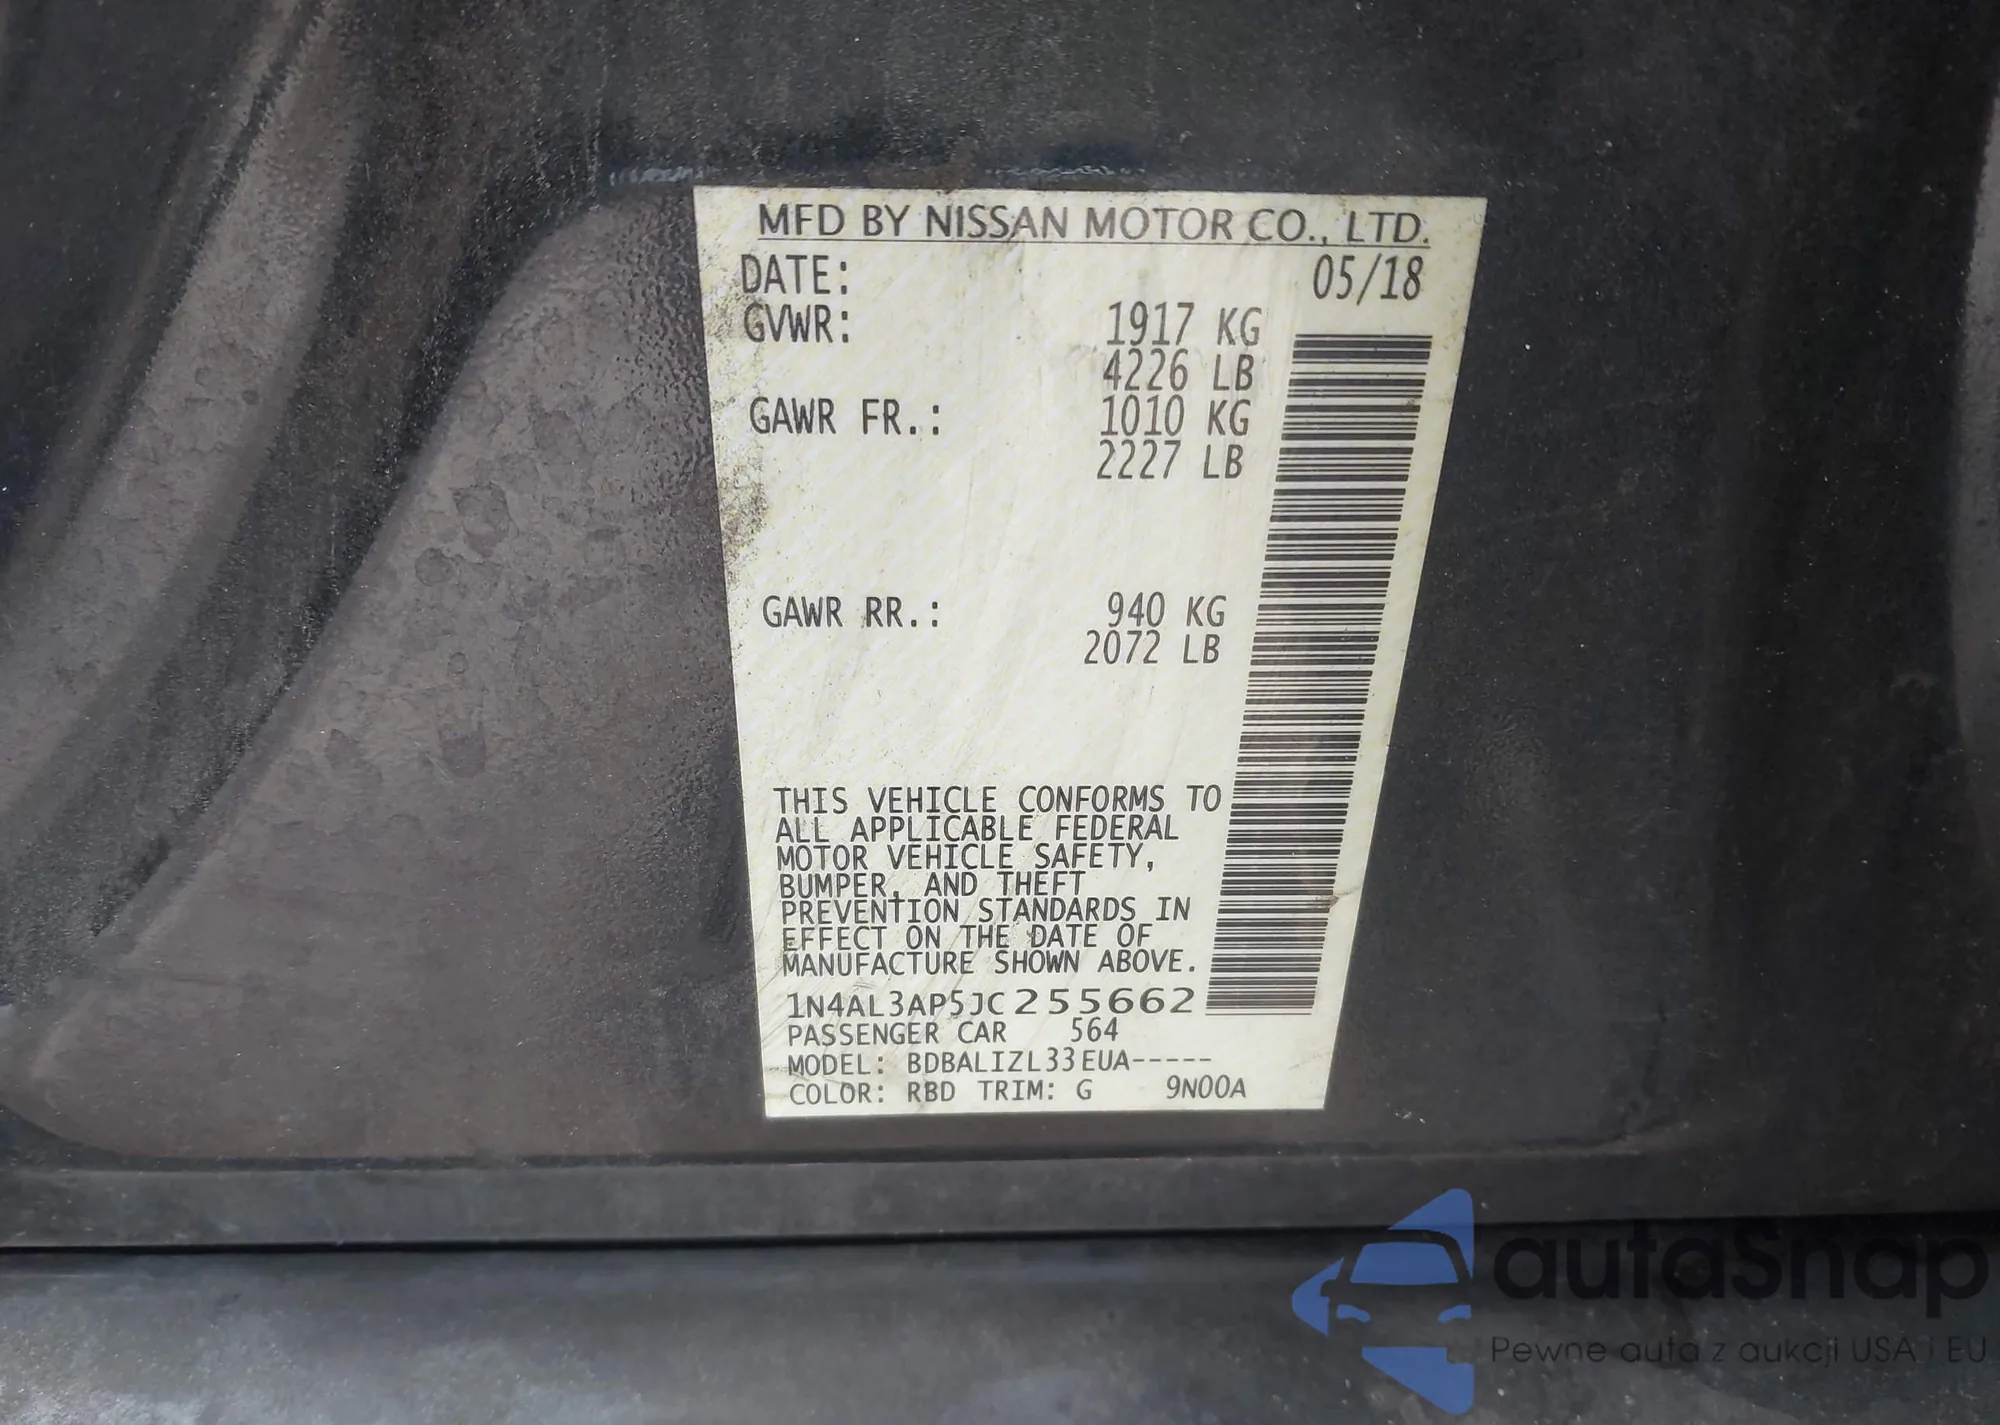 MFD BY NISSAN MOTOR CO., LTD.
DATE: 05/18
GVWR: 1917 KG
4226 LB
GAWR FR.: 1010 KG
2227 LB
GAWR RR.: 940 KG
2072 LB
THIS VEHICLE CONFORMS TO
ALL APPLICABLE FEDERAL
MOTOR VEHICLE SAFETY,
BUMPER, AND THEFT
PREVENTION STANDARDS IN
EFFECT ON THE DATE OF
MANUFACTURE SHOWN ABOVE.
1N4AL3AP5JC255662
PASSENGER CAR 564
MODEL: BDBALIZL33EUA-----
COLOR: RBD TRIM: G 9N00A
autoSnap
Pewne auta z aukcji USA i EU